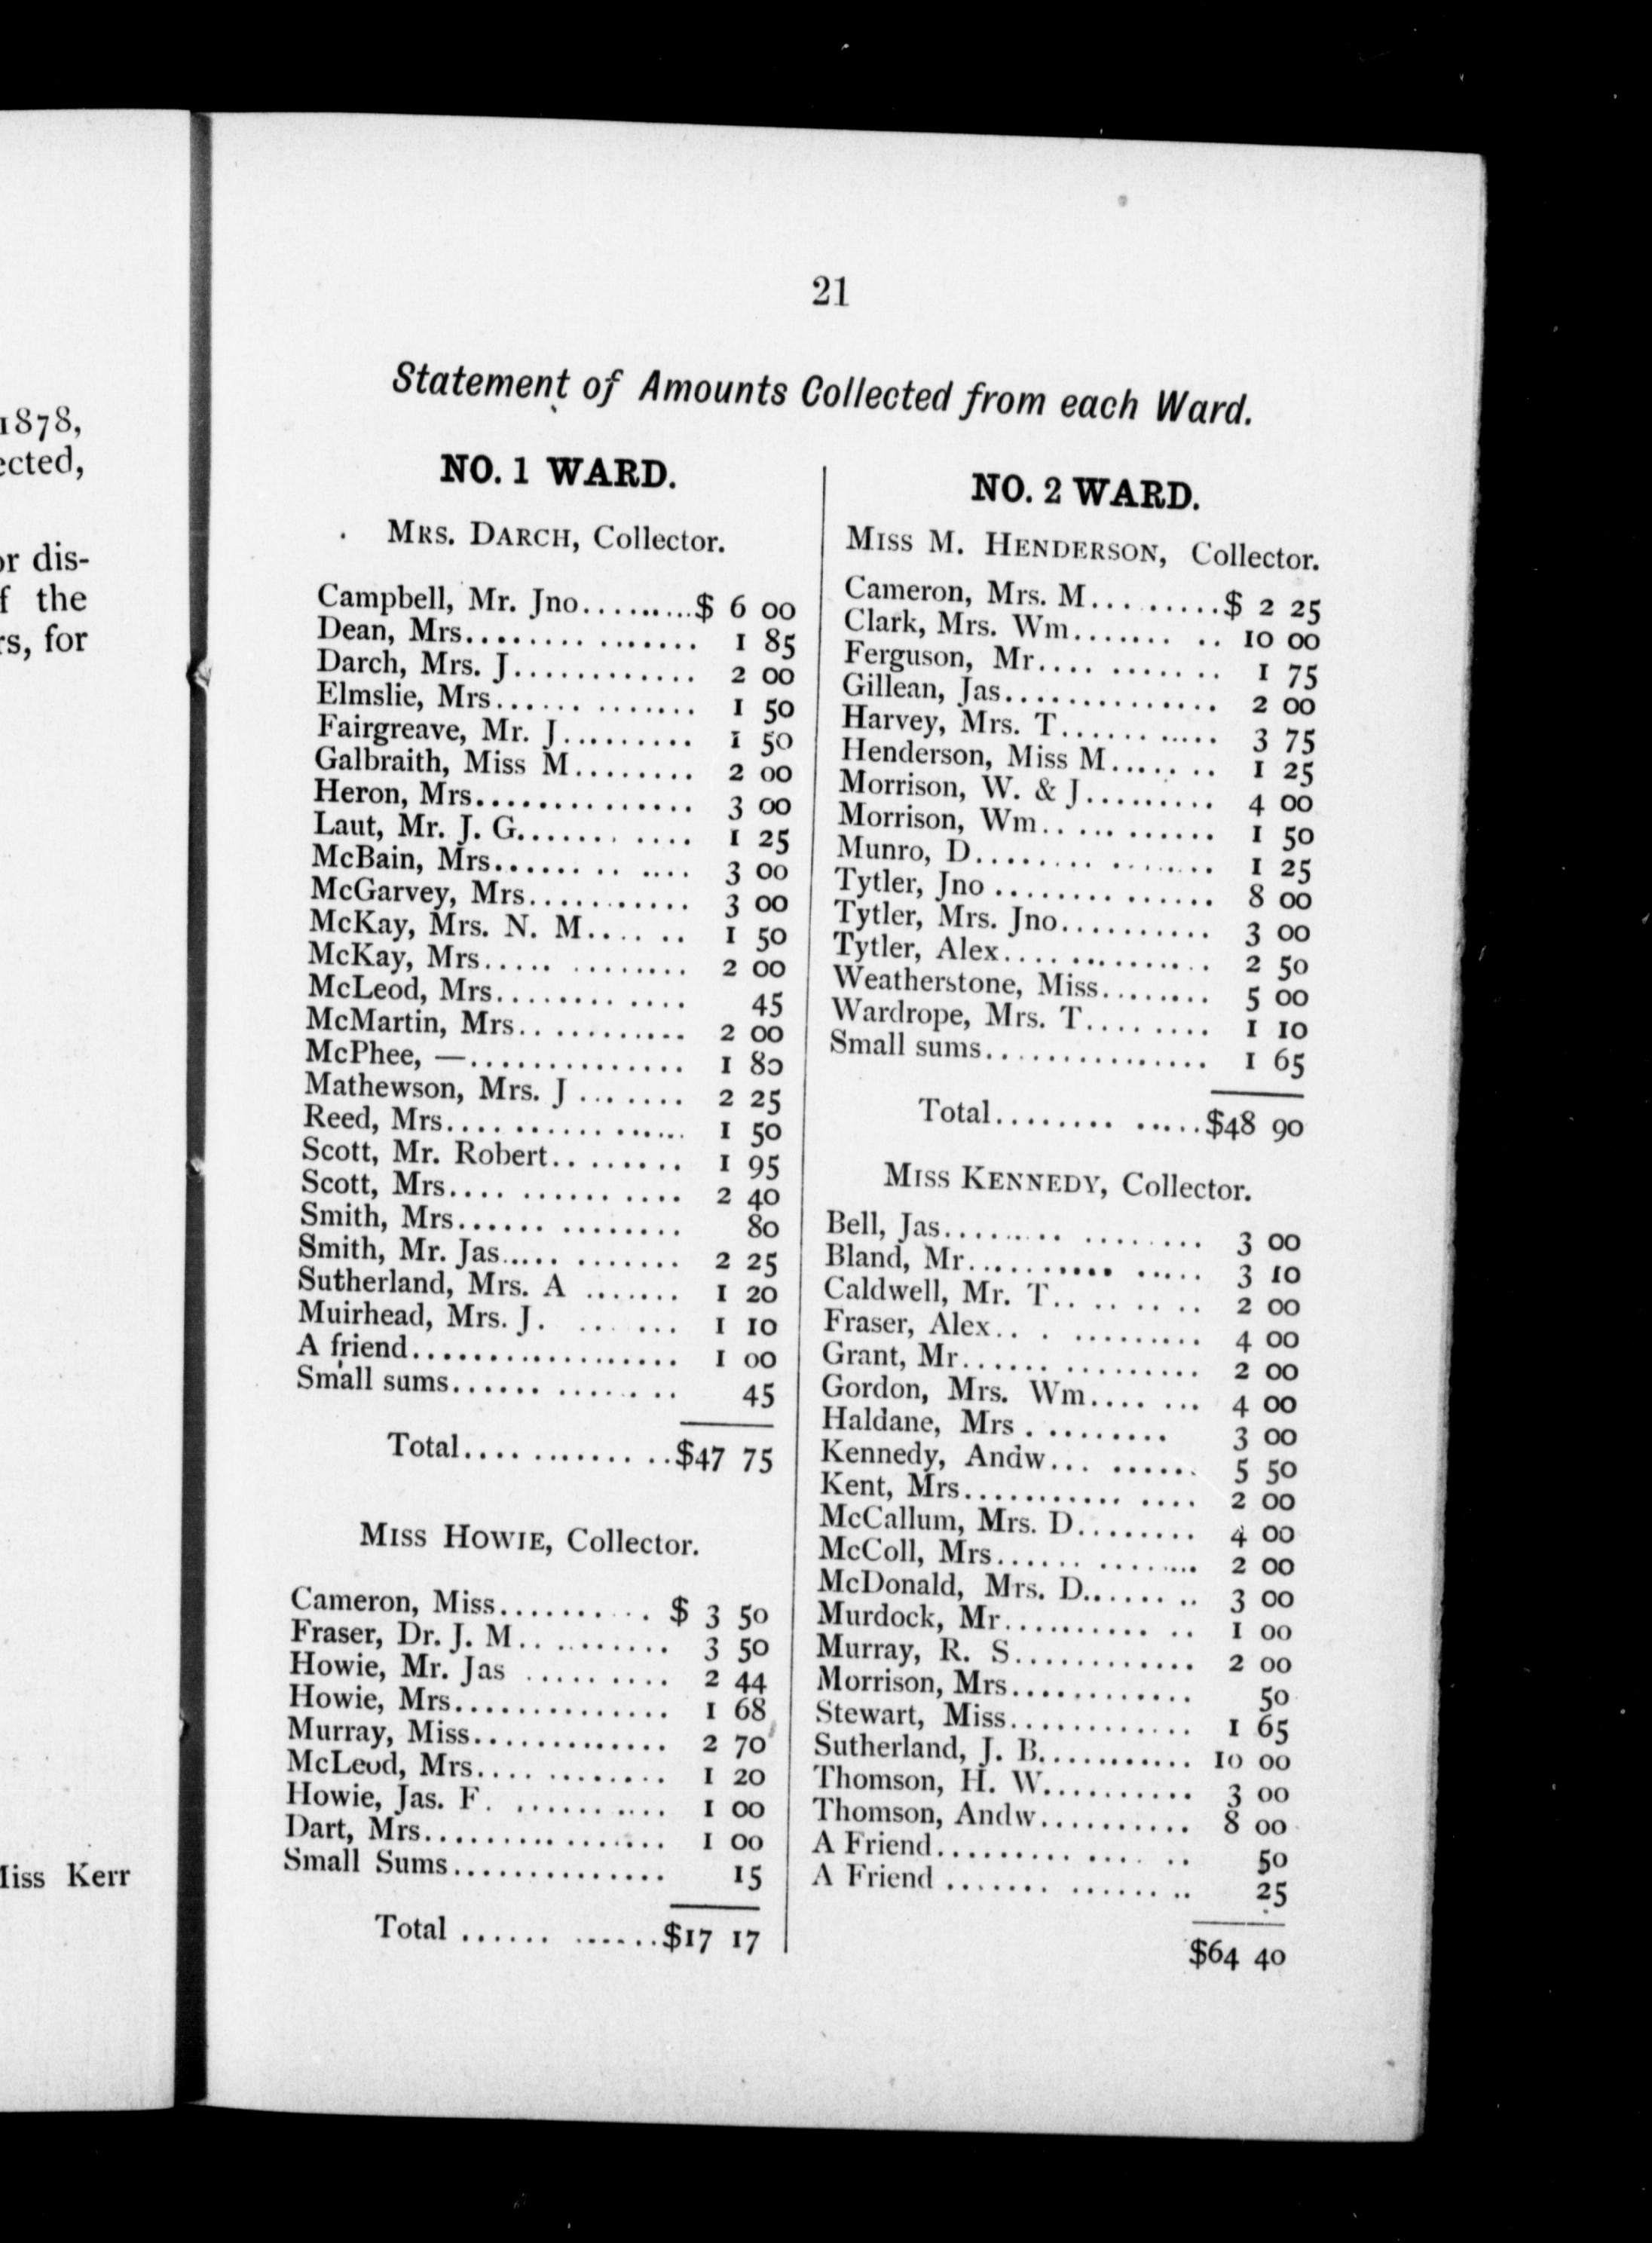 1878,
ected,
or dis-
f the
rs, for
Miss Kerr
21
Statement of Amounts Collected from each Ward.
NO. 1 WARD.
MRS. DARCH, Collector.
Campbell, Mr. Jno..........$ 6 00
Dean, Mrs............... 1 85
Darch, Mrs. J............. 2 00
Elmslie, Mrs............. 1 50
Fairgreave, Mr. J......... 1 50
Galbraith, Miss M........ 2 00
Heron, Mrs............... 3 00
Laut, Mr. J. G........... 1 25
McBain, Mrs............. 3 00
McGarvey, Mrs........... 3 00
McKay, Mrs. N. M...... 1 50
McKay, Mrs............. 2 00
McLeod, Mrs............ 45
McMartin, Mrs........... 2 00
McPhee, —.............. 1 80
Mathewson, Mrs. J ....... 2 25
Reed, Mrs................ 1 50
Scott, Mr. Robert......... 1 95
Scott, Mrs............... 2 40
Smith, Mrs.............. 80
Smith, Mr. Jas............ 2 25
Sutherland, Mrs. A ....... 1 20
Muirhead, Mrs. J. ....... 1 10
A friend.................. 1 00
Small sums.............. 45
Total..............$47 75
MISS HOWIE, Collector.
Cameron, Miss.......... $ 3 50
Fraser, Dr. J. M.......... 3 50
Howie, Mr. Jas ......... 2 44
Howie, Mrs.............. 1 68
Murray, Miss............. 2 70
McLeod, Mrs............ 1 20
Howie, Jas. F. .......... 1 00
Dart, Mrs................ 1 00
Small Sums.............. 15
Total ............$17 17
NO. 2 WARD.
MISS M. HENDERSON, Collector.
Cameron, Mrs. M.........$ 2 25
Clark, Mrs. Wm....... .. 10 00
Ferguson, Mr........... 1 75
Gillean, Jas............... 2 00
Harvey, Mrs. T........... 3 75
Henderson, Miss M....... 1 25
Morrison, W. & J......... 4 00
Morrison, Wm........... 1 50
Munro, D............... 1 25
Tytler, Jno .............. 8 00
Tytler, Mrs. Jno.......... 3 00
Tytler, Alex.............. 2 50
Weatherstone, Miss........ 5 00
Wardrope, Mrs. T........ 1 10
Small sums............... 1 65
Total.............$48 90
MISS KENNEDY, Collector.
Bell, Jas................. 3 00
Bland, Mr............... 3 10
Caldwell, Mr. T......... 2 00
Fraser, Alex............. 4 00
Grant, Mr............... 2 00
Gordon, Mrs. Wm....... 4 00
Haldane, Mrs . ........ 3 00
Kennedy, Andw......... 5 50
Kent, Mrs............... 2 00
McCallum, Mrs. D........ 4 00
McColl, Mrs............. 2 00
McDonald, Mrs. D........ 3 00
Murdock, Mr............ 1 00
Murray, R. S............ 2 00
Morrison, Mrs............ 50
Stewart, Miss............ 1 65
Sutherland, J. B........... 10 00
Thomson, H. W.......... 3 00
Thomson, Andw.......... 8 00
A Friend............... 50
A Friend ............... 25
$64 40